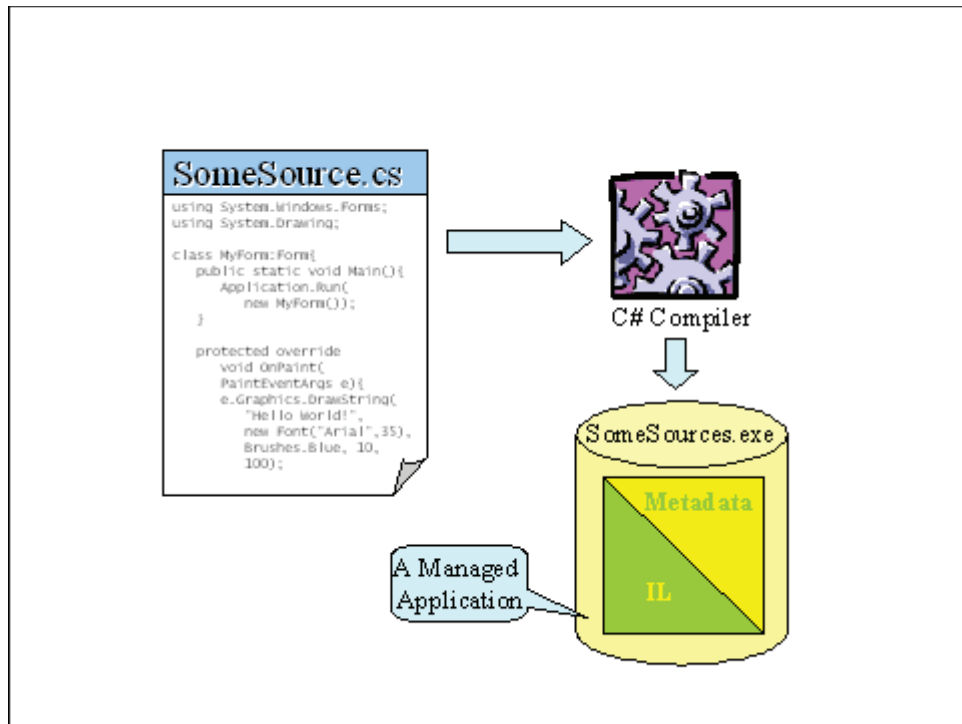 SomeSource.cs
using System.Windows.Forms;
using System.Drawing;
class MyForm:Form{
public static void Main(){
Application.Run(
new MyForm());
}
protected override
void OnPaint(
PaintEventArgs e){
e.Graphics.DrawString(
"Hello World!",
new Font("Arial",35),
Brushes.Blue, 10,
100);
C# Compiler
SomeSources.exe
Metadata
IL
A Managed
Application